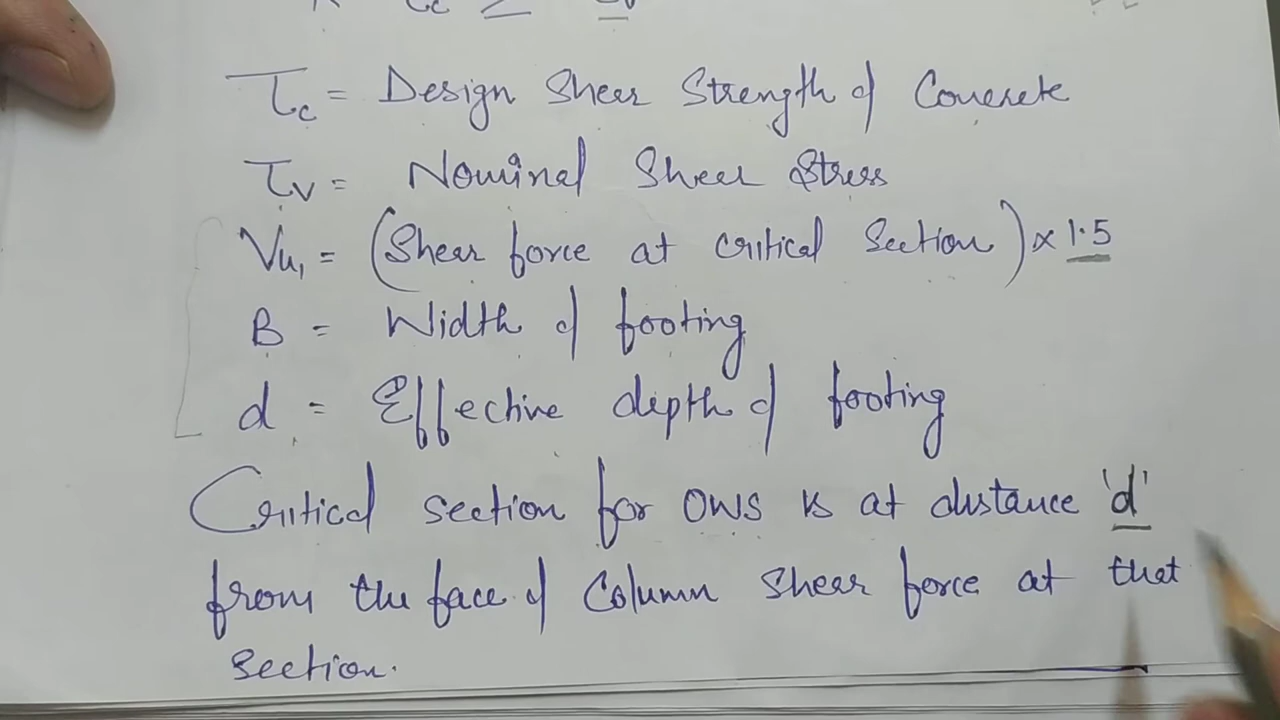 τc ≥ τv
τc = Design Shear Strength of Concrete
τv = Nominal Shear Stress
Vu1 = (Shear force at critical Section) × 1.5
B = Width of footing
d = Effective depth of footing
Critical section for OWS is at distance 'd'
from the face of Column Shear force at that
section.